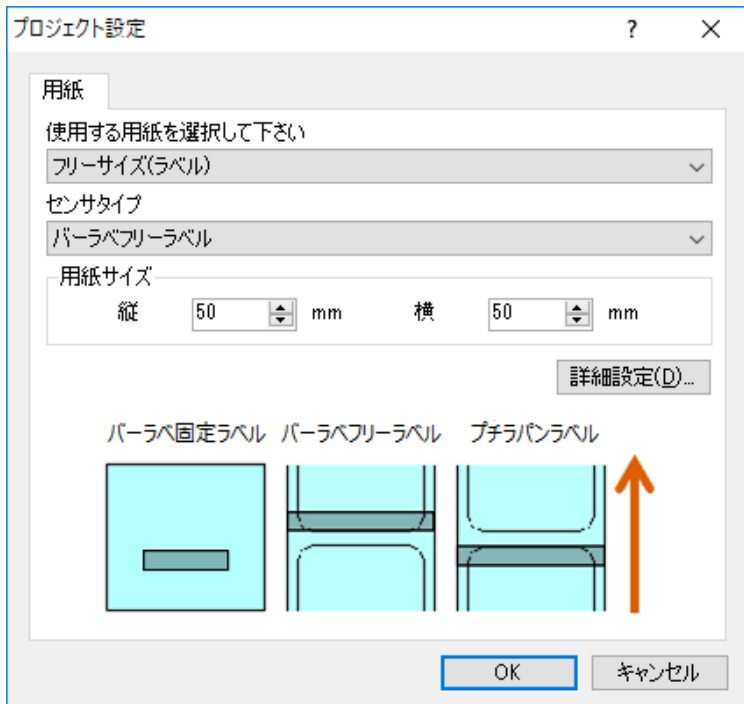 プロジェクト設定 ? ×
用紙
使用する用紙を選択して下さい
フリーサイズ(ラベル)
センサタイプ
バーラベフリーラベル
用紙サイズ
縦 50 mm 横 50 mm
詳細設定(D)...
バーラベ固定ラベル バーラベフリーラベル プチラパンラベル
OK キャンセル